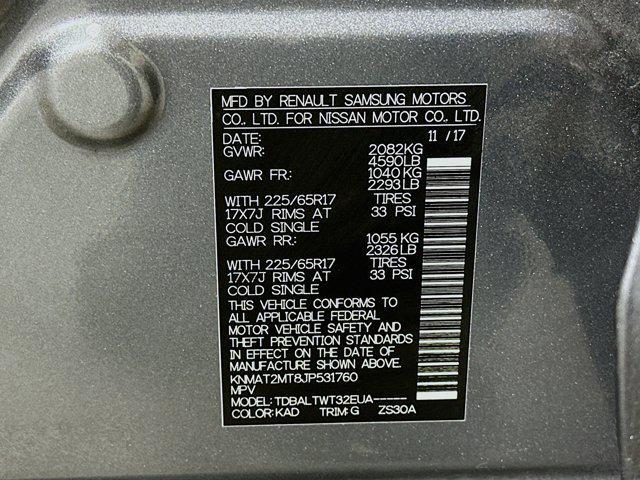 MFD BY RENAULT SAMSUNG MOTORS
CO., LTD. FOR NISSAN MOTOR CO., LTD.
DATE: 11 / 17
GVWR: 2082KG
4590LB
GAWR FR.: 1040 KG
2293LB
WITH 225/65R17 TIRES
17X7J RIMS AT 33 PSI
COLD SINGLE
GAWR RR.: 1055 KG
2326LB
WITH 225/65R17 TIRES
17X7J RIMS AT 33 PSI
COLD SINGLE
THIS VEHICLE CONFORMS TO
ALL APPLICABLE FEDERAL
MOTOR VEHICLE SAFETY AND
THEFT PREVENTION STANDARDS
IN EFFECT ON THE DATE OF
MANUFACTURE SHOWN ABOVE.
KNMAT2MT8JP531760
MPV
MODEL: TDBALTWT32EUA-----
COLOR: KAD TRIM: G ZS30A